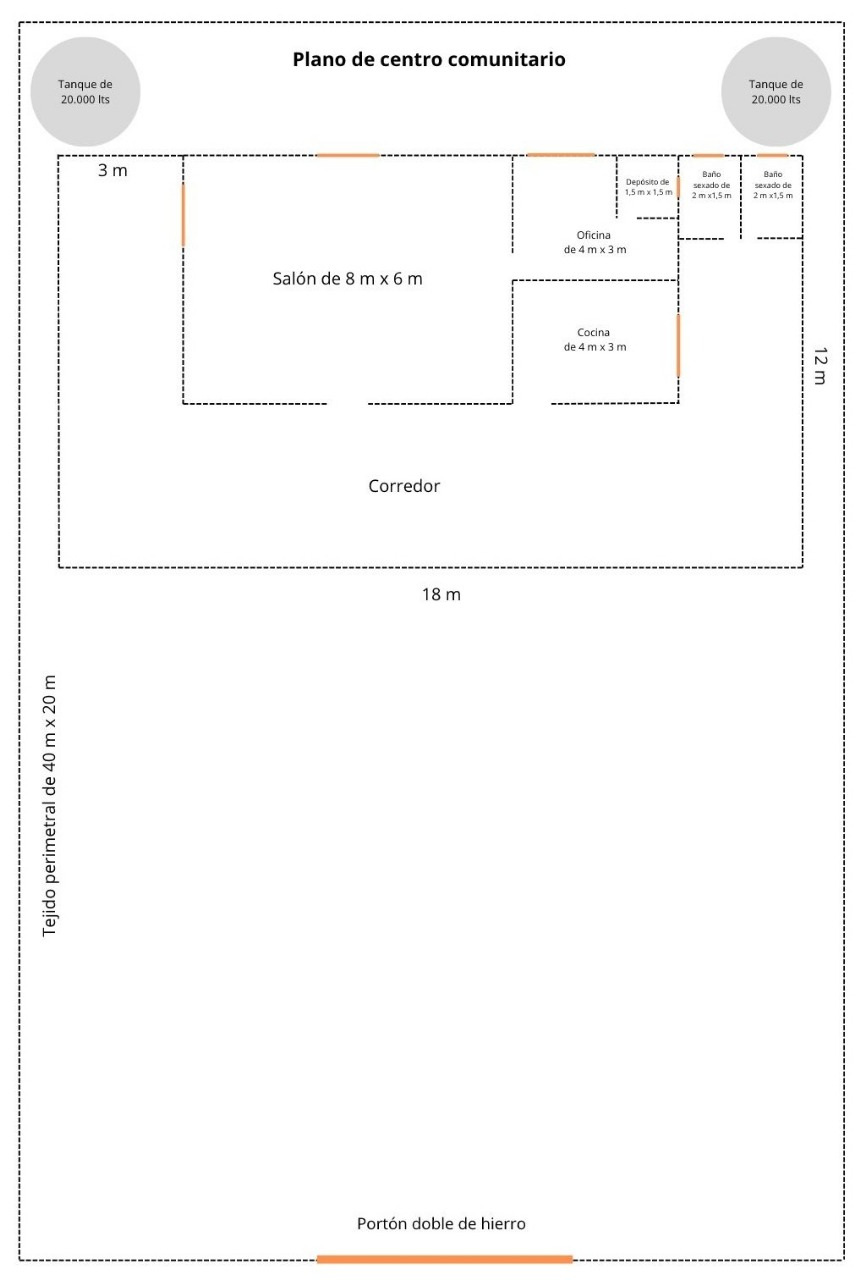 Plano de centro comunitario
Tanque de
20.000 lts
Tanque de
20.000 lts
3 m
Depósito de
1,5 m x 1,5 m
Baño
sexado de
2 m x1,5 m
Baño
sexado de
2 m x1,5 m
Oficina
de 4 m x 3 m
Salón de 8 m x 6 m
Cocina
de 4 m x 3 m
12 m
Corredor
18 m
Tejido perimetral de 40 m x 20 m
Portón doble de hierro